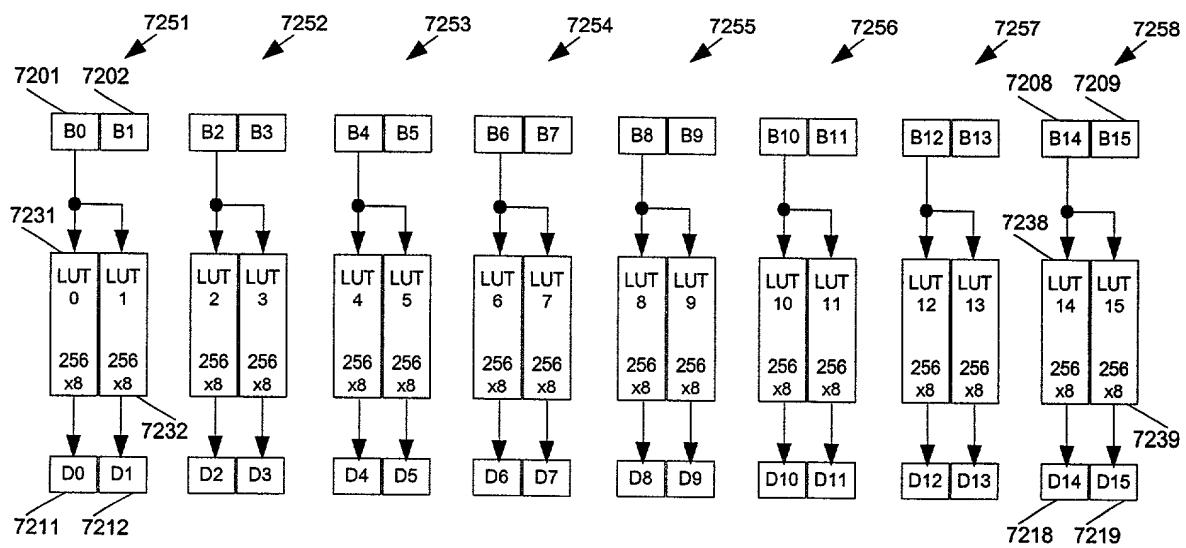 7251 7252 7253 7254 7255 7256 7257 7258
7201 7202 7208 7209
B0 B1 B2 B3 B4 B5 B6 B7 B8 B9 B10 B11 B12 B13 B14 B15
7231 7238
LUT LUT LUT LUT LUT LUT LUT LUT LUT LUT LUT LUT LUT LUT LUT LUT
0 1 2 3 4 5 6 7 8 9 10 11 12 13 14 15
256 256 256 256 256 256 256 256 256 256 256 256 256 256 256 256
x8 x8 x8 x8 x8 x8 x8 x8 x8 x8 x8 x8 x8 x8 x8 x8
7232 7239
D0 D1 D2 D3 D4 D5 D6 D7 D8 D9 D10 D11 D12 D13 D14 D15
7211 7212 7218 7219